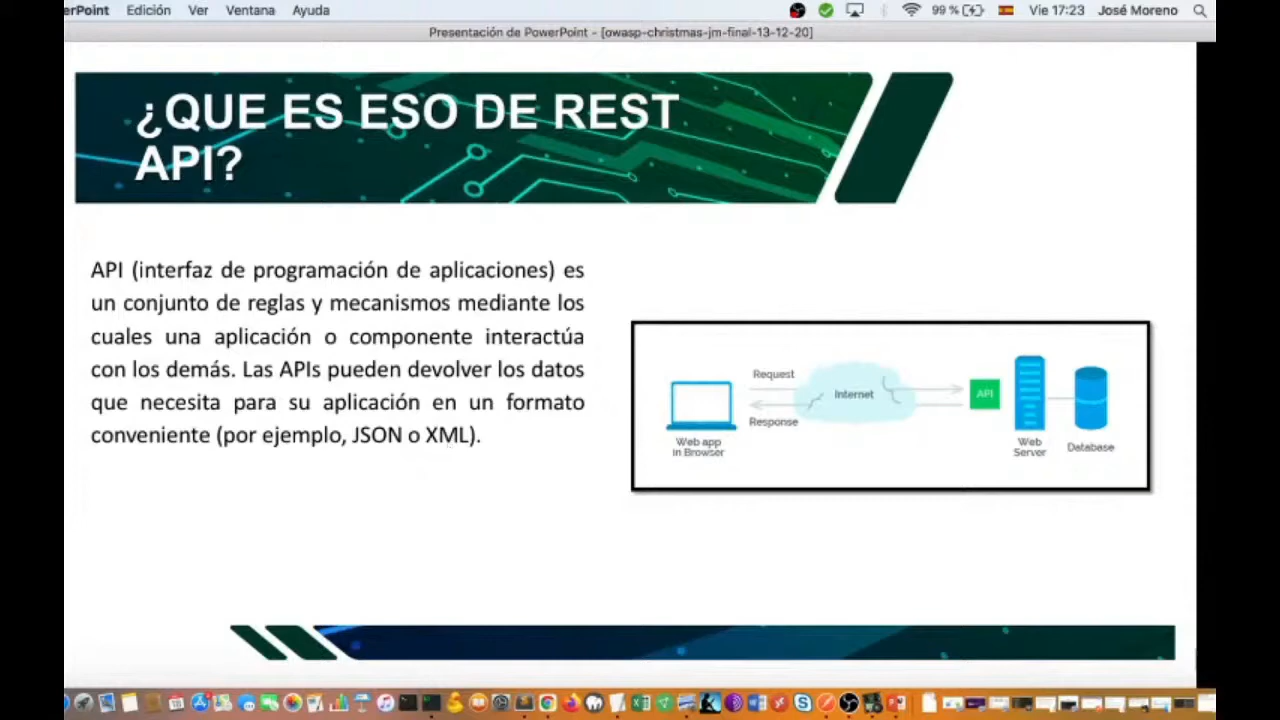 erPoint Edición Ver Ventana Ayuda 99 % Vie 17:23 José Moreno
Presentación de PowerPoint - [owasp-christmas-jm-final-13-12-20]
¿QUE ES ESO DE REST
API?
API (interfaz de programación de aplicaciones) es
un conjunto de reglas y mecanismos mediante los
cuales una aplicación o componente interactúa
con los demás. Las APIs pueden devolver los datos
que necesita para su aplicación en un formato
conveniente (por ejemplo, JSON o XML).
Request
Internet
API
Response
Web app
in Browser
Web
Server
Database